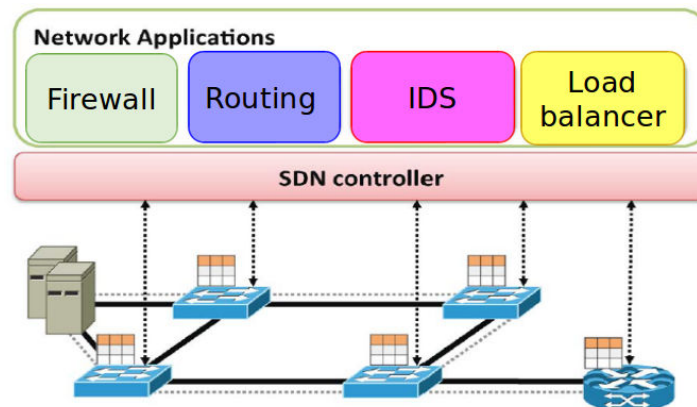 Network Applications
Firewall
Routing
IDS
Load
balancer
SDN controller